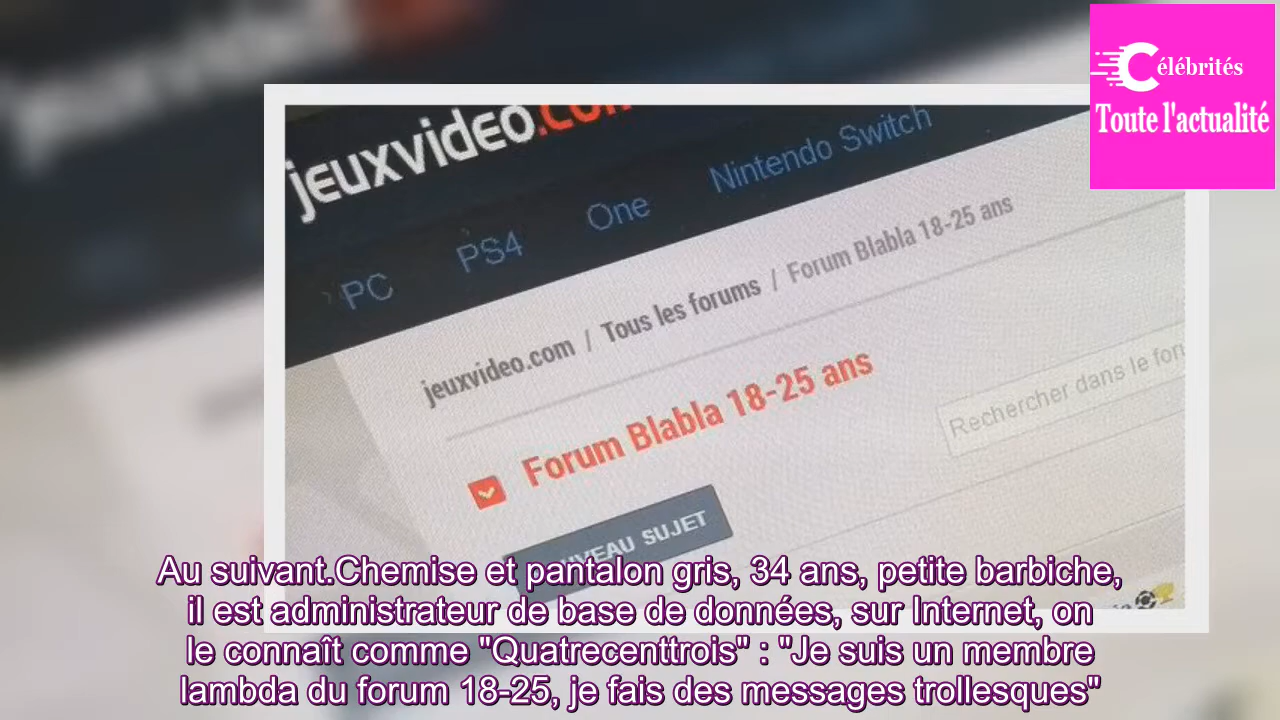 Célébrités
Toute l'actualité
jeuxvideo.com
PC PS4 One Nintendo Switch
jeuxvideo.com / Tous les forums / Forum Blabla 18-25 ans
Forum Blabla 18-25 ans
Rechercher dans le
SUJET
Au suivant.Chemise et pantalon gris, 34 ans, petite barbiche,
il est administrateur de base de données, sur Internet, on
le connaît comme "Quatrecenttrois" : "Je suis un membre
lambda du forum 18-25, je fais des messages trollesques"